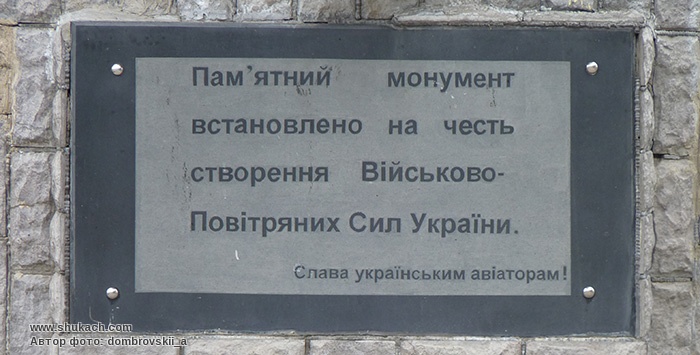 Пам'ятний монумент
встановлено на честь
створення Військово-
Повітряних Сил України.
Слава українським авіаторам!
www.shukach.com
Автор фото: dombrovskii_a